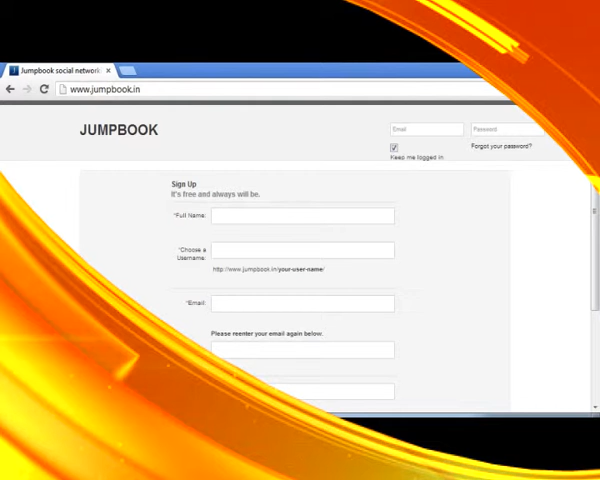 Jumpbook social network
www.jumpbook.in
JUMPBOOK
Email
Password
Keep me logged in
Forgot your password?
Sign Up
It's free and always will be.
*Full Name:
*Choose a
Username:
http://www.jumpbook.in/your-user-name/
*Email:
Please reenter your email again below.